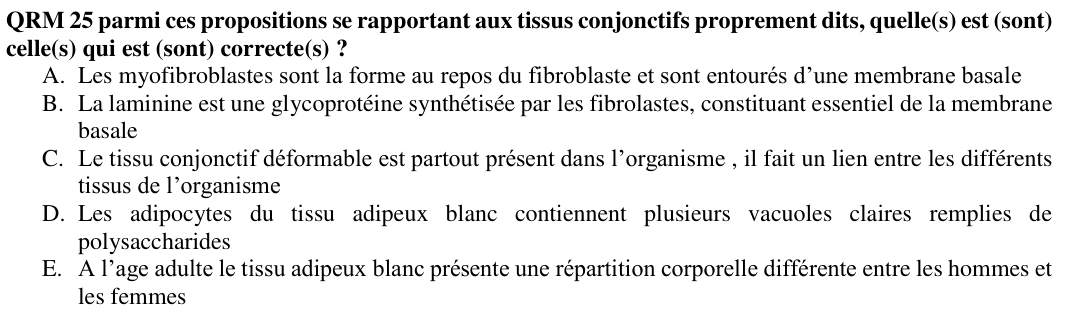 QRM 25 parmi ces propositions se rapportant aux tissus conjonctifs proprement dits, quelle(s) est (sont)
celle(s) qui est (sont) correcte(s) ?
A. Les myofibroblastes sont la forme au repos du fibroblaste et sont entourés d’une membrane basale
B. La laminine est une glycoprotéine synthétisée par les fibrolastes, constituant essentiel de la membrane
basale
C. Le tissu conjonctif déformable est partout présent dans l’organisme , il fait un lien entre les différents
tissus de l’organisme
D. Les adipocytes du tissu adipeux blanc contiennent plusieurs vacuoles claires remplies de
polysaccharides
E. A l’age adulte le tissu adipeux blanc présente une répartition corporelle différente entre les hommes et
les femmes